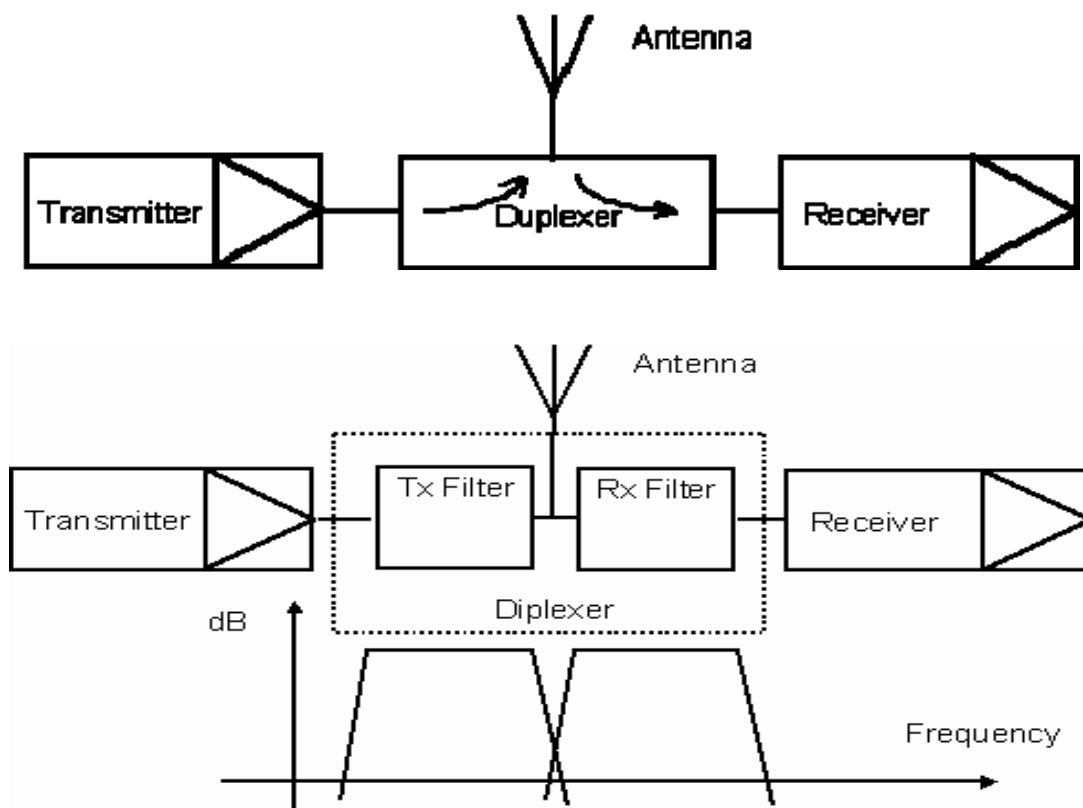 Antenna
Transmitter
Duplexer
Receiver
Antenna
Tx Filter
Rx Filter
Transmitter
Receiver
Diplexer
dB
Frequency